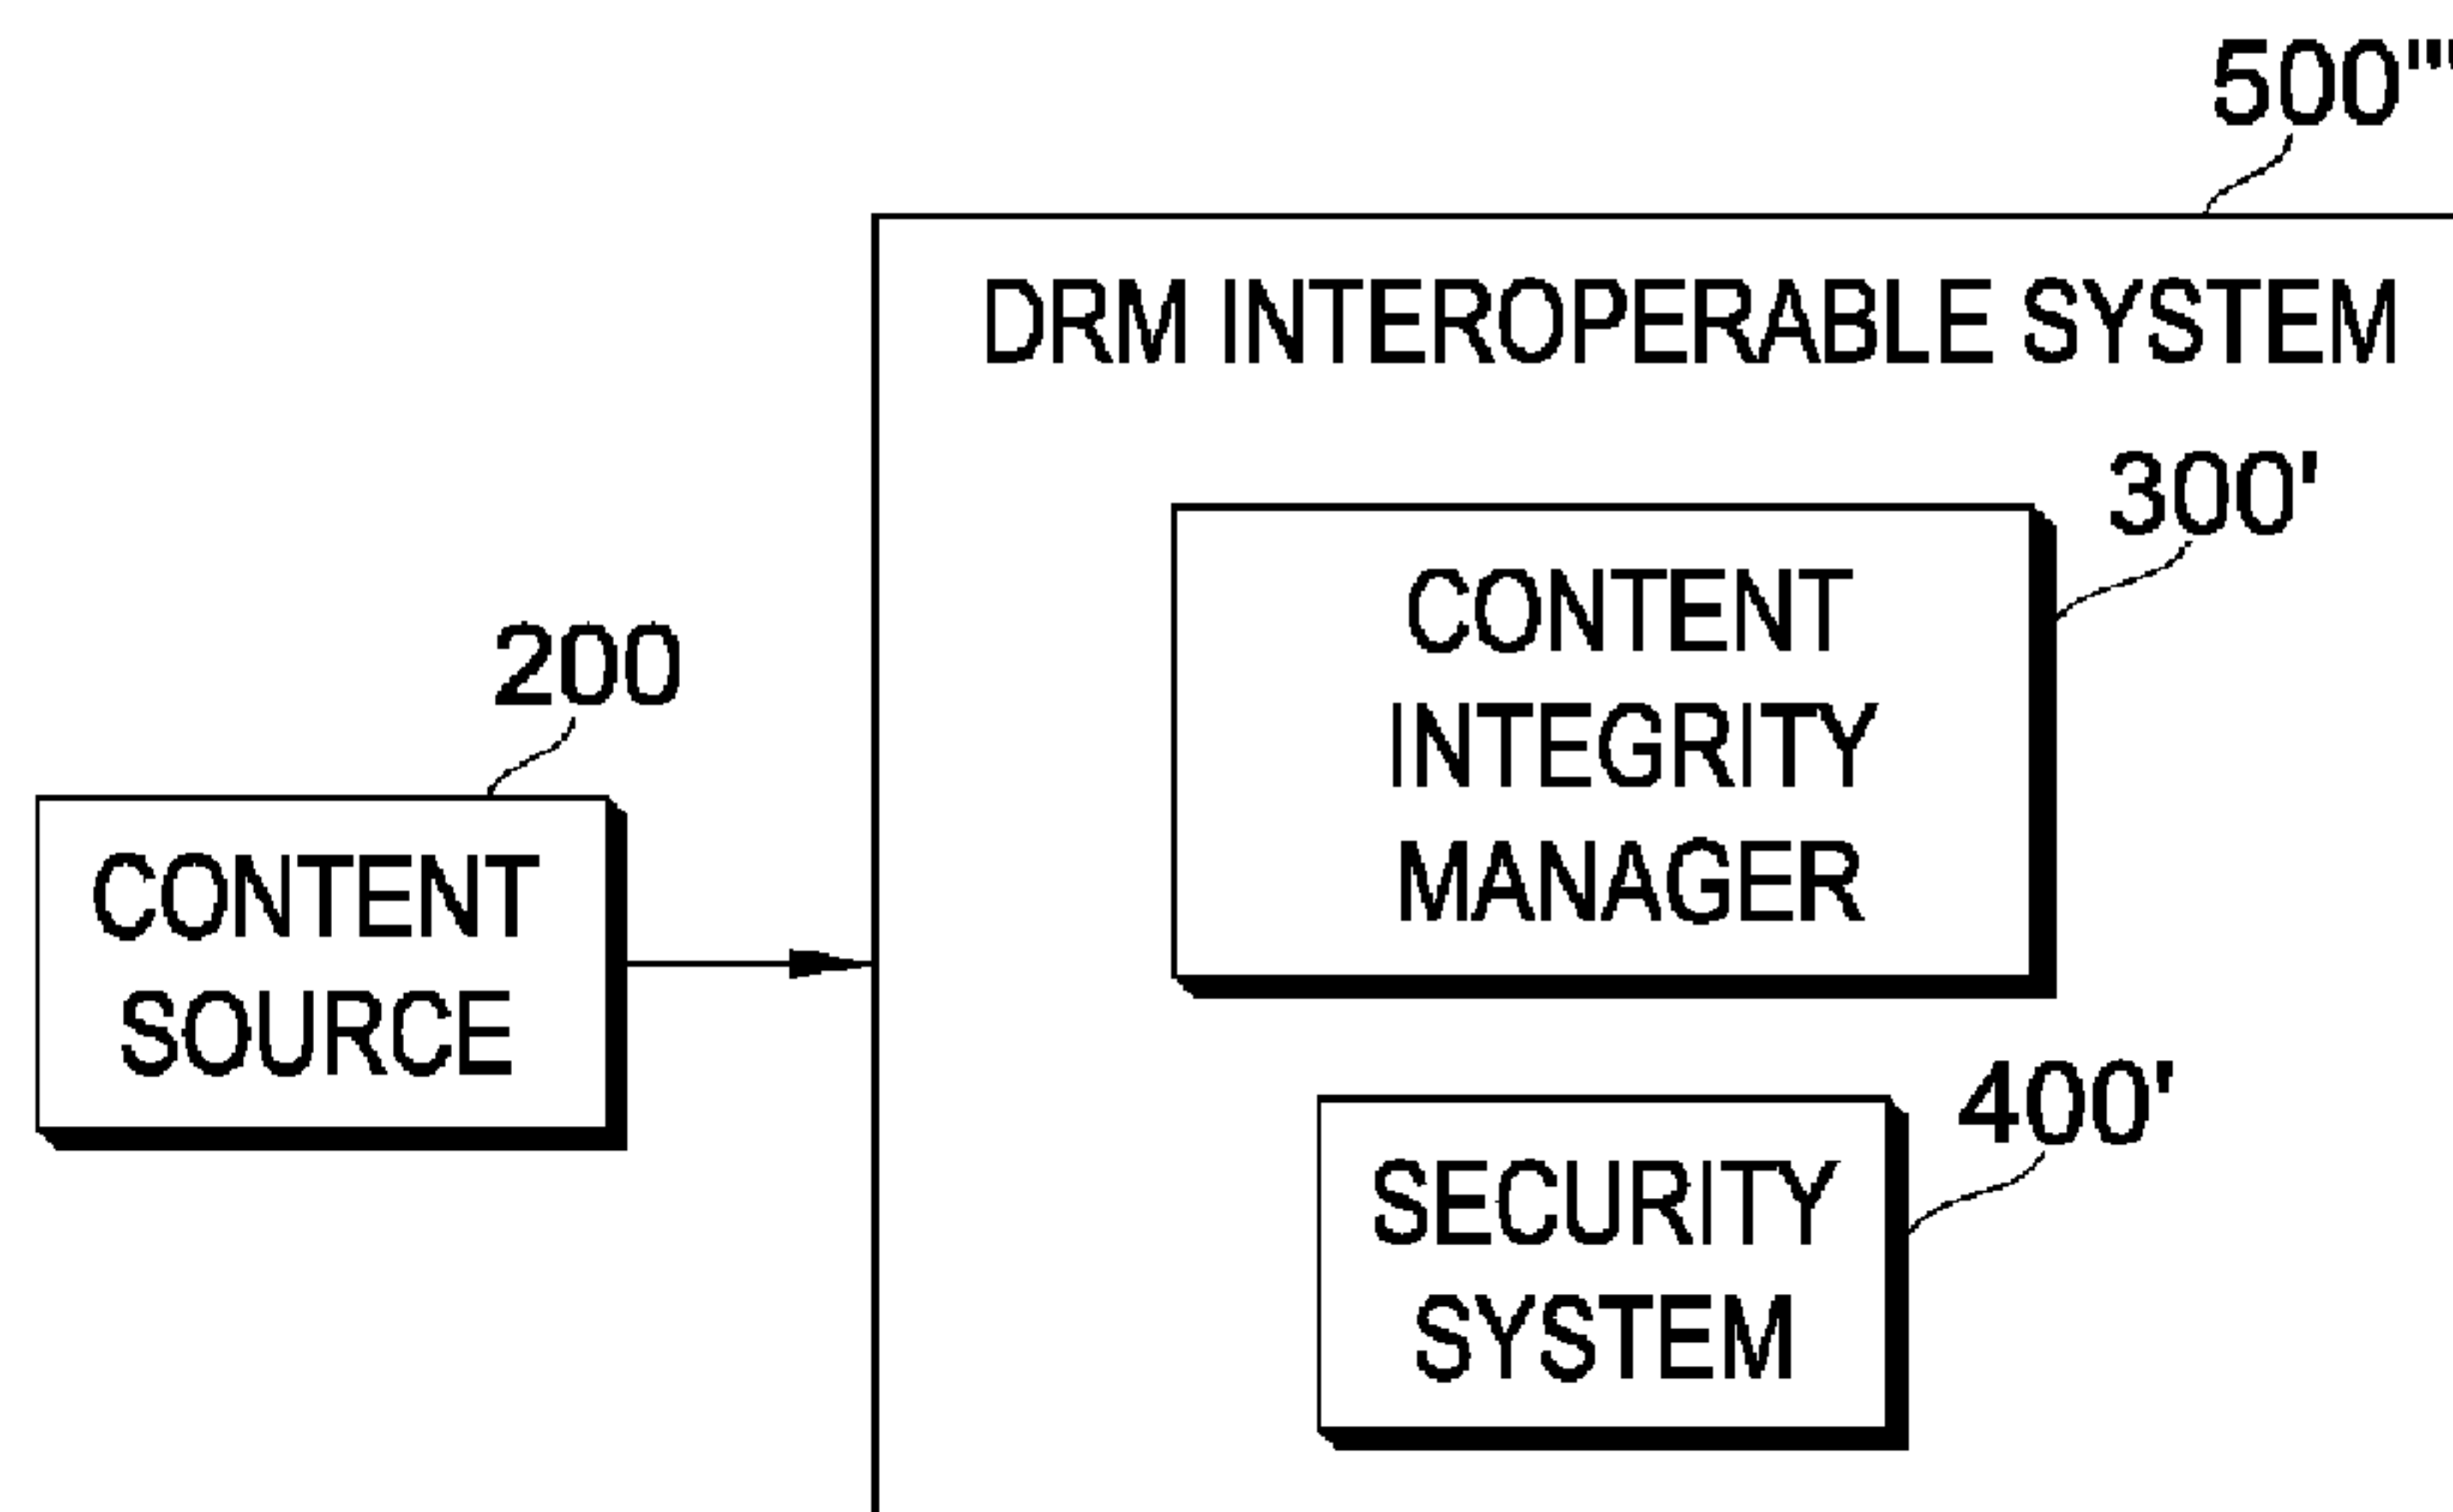 500'''
DRM INTEROPERABLE SYSTEM
300'
CONTENT
INTEGRITY
MANAGER
200
CONTENT
SOURCE
400'
SECURITY
SYSTEM